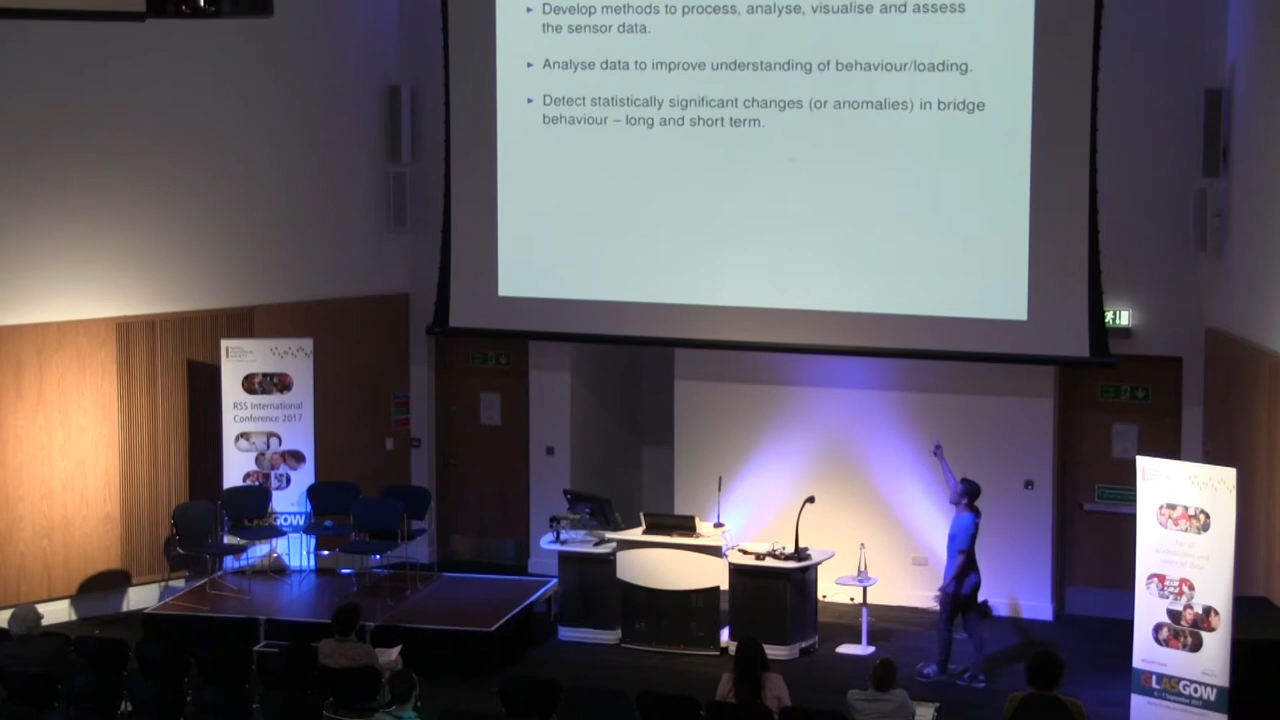 ▸ Develop methods to process, analyse, visualise and assess
the sensor data.
▸ Analyse data to improve understanding of behaviour/loading.
▸ Detect statistically significant changes (or anomalies) in bridge
behaviour – long and short term.
RSS International
Conference 2017
GLASGOW
GLASGOW